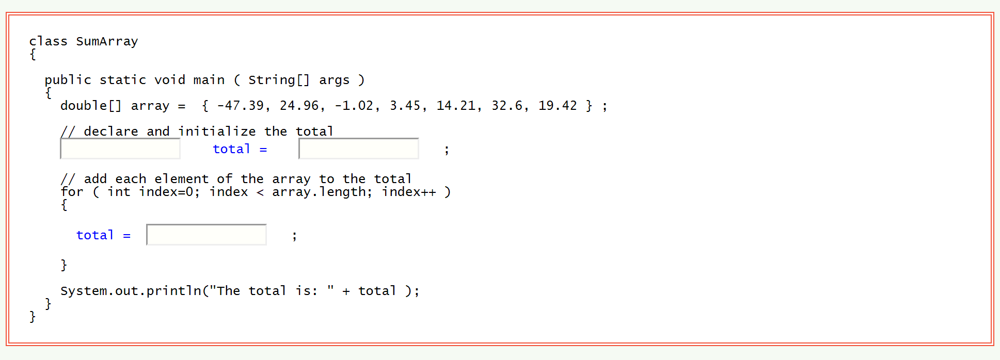 class SumArray
{
public static void main ( String[] args )
{
double[] array =  { -47.39, 24.96, -1.02, 3.45, 14.21, 32.6, 19.42 } ;
// declare and initialize the total
total = ;
// add each element of the array to the total
for ( int index=0; index < array.length; index++ )
{
total = ;
}
System.out.println("The total is: " + total );
}
}